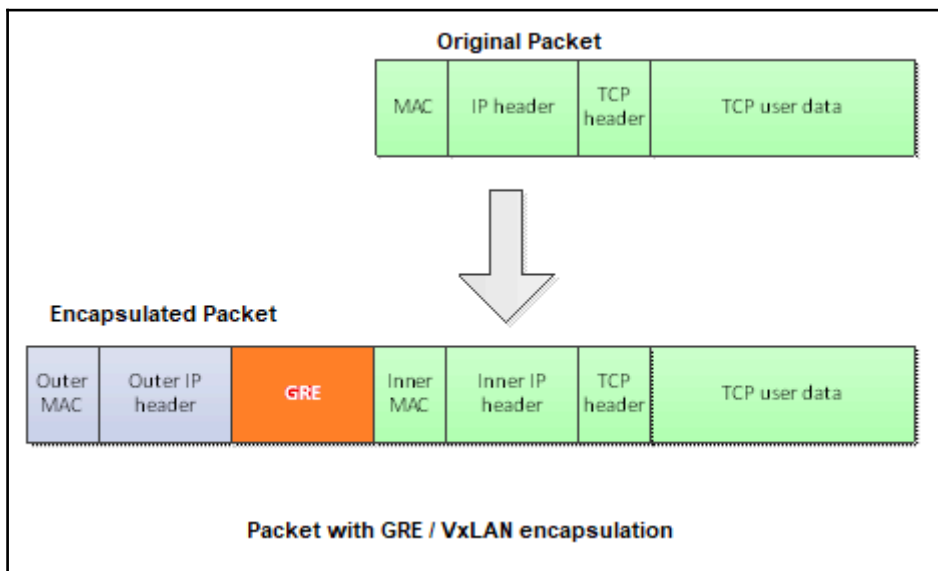 Original Packet
MAC
IP header
TCP
header
TCP user data
Encapsulated Packet
Outer
MAC
Outer IP
header
GRE
Inner
MAC
Inner IP
header
TCP
header
TCP user data
Packet with GRE / VxLAN encapsulation